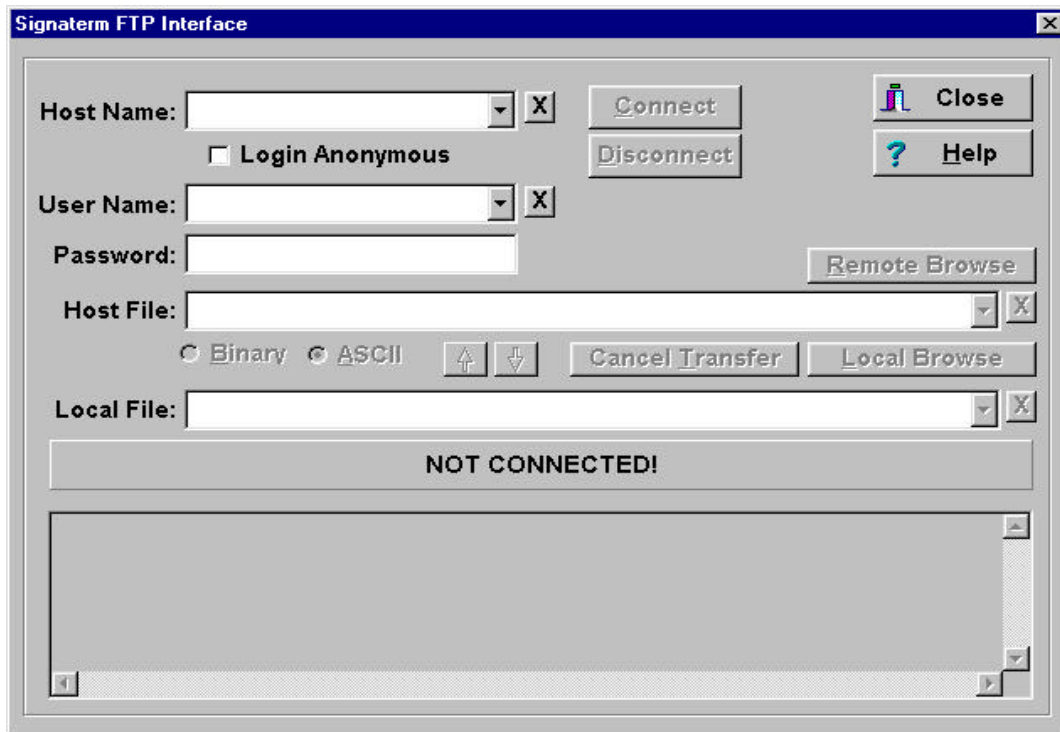 Signaterm FTP Interface
Host Name:
X
Connect
Close
Login Anonymous
Disconnect
? Help
User Name:
X
Password:
Remote Browse
Host File:
X
Binary
ASCII
Cancel Transfer
Local Browse
Local File:
X
NOT CONNECTED!